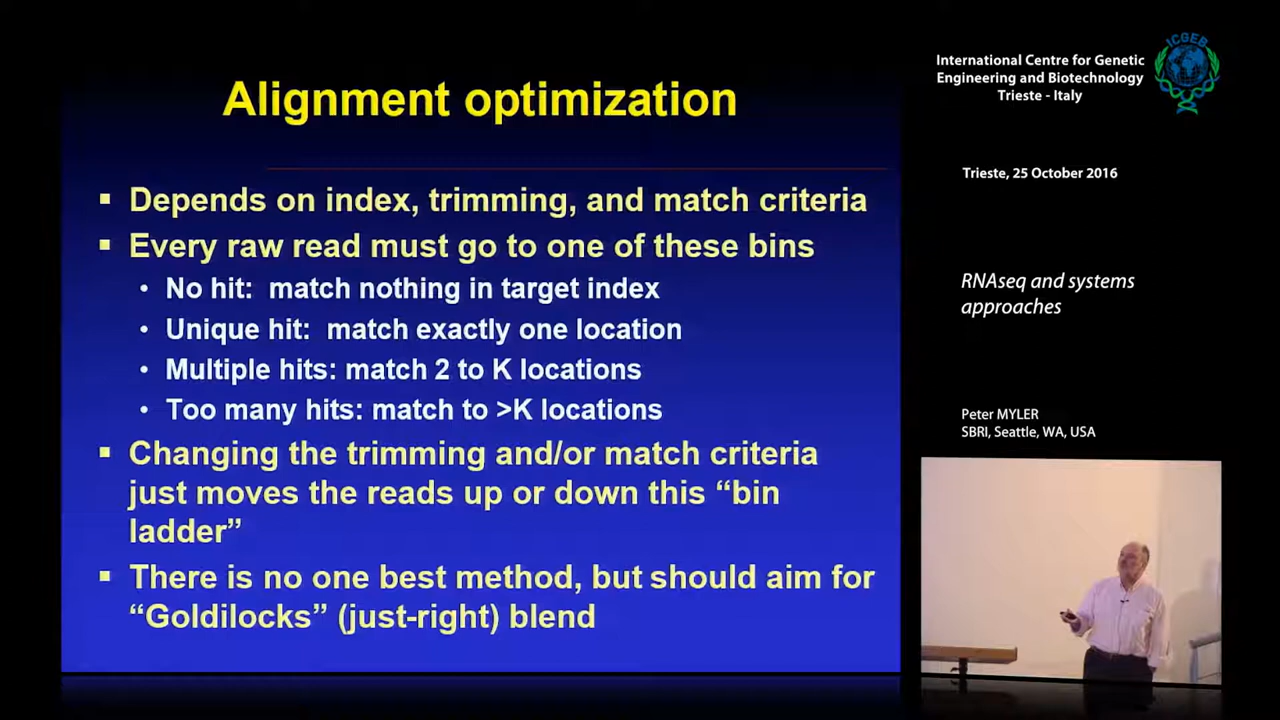 Alignment optimization
▪ Depends on index, trimming, and match criteria
▪ Every raw read must go to one of these bins
• No hit:  match nothing in target index
• Unique hit:  match exactly one location
• Multiple hits: match 2 to K locations
• Too many hits: match to >K locations
▪ Changing the trimming and/or match criteria
just moves the reads up or down this “bin
ladder”
▪ There is no one best method, but should aim for
“Goldilocks” (just-right) blend
International Centre for Genetic
Engineering and Biotechnology
Trieste - Italy
ICGEB
Trieste, 25 October 2016
RNAseq and systems
approaches
Peter MYLER
SBRI, Seattle, WA, USA